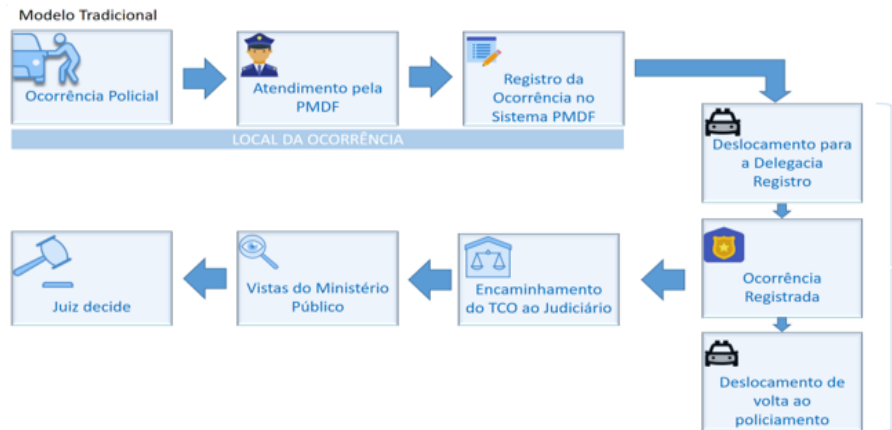 Modelo Tradicional
Ocorrência Policial
Atendimento pela
PMDF
Registro da
Ocorrência no
Sistema PMDF
LOCAL DA OCORRÊNCIA
Deslocamento para
a Delegacia
Registro
Ocorrência
Registrada
Deslocamento de
volta ao
policiamento
Encaminhamento
do TCO ao Judiciário
Vistas do Ministério
Público
Juiz decide